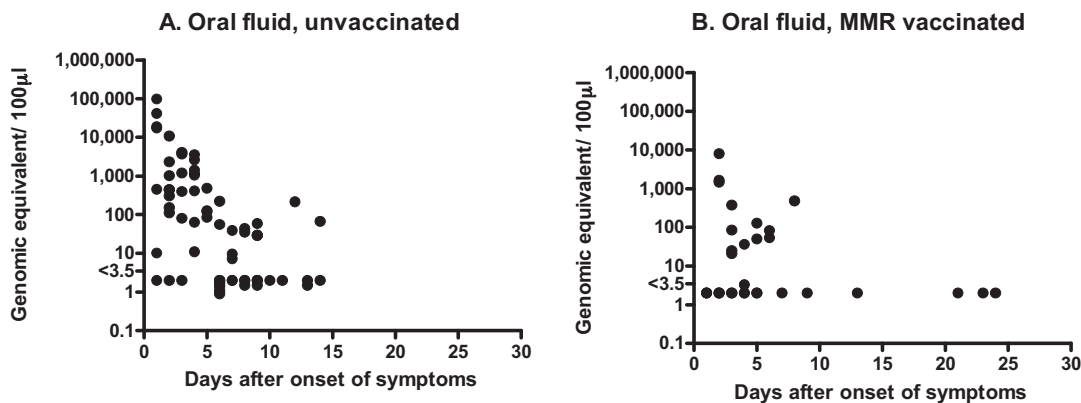 A. Oral fluid, unvaccinated
Genomic equivalent/ 100μl
1,000,000
100,000
10,000
1,000
100
10
<3.5
1
0.1
0 5 10 15 20 25 30
Days after onset of symptoms
B. Oral fluid, MMR vaccinated
Genomic equivalent/ 100μl
1,000,000
100,000
10,000
1,000
100
10
<3.5
1
0.1
0 5 10 15 20 25 30
Days after onset of symptoms